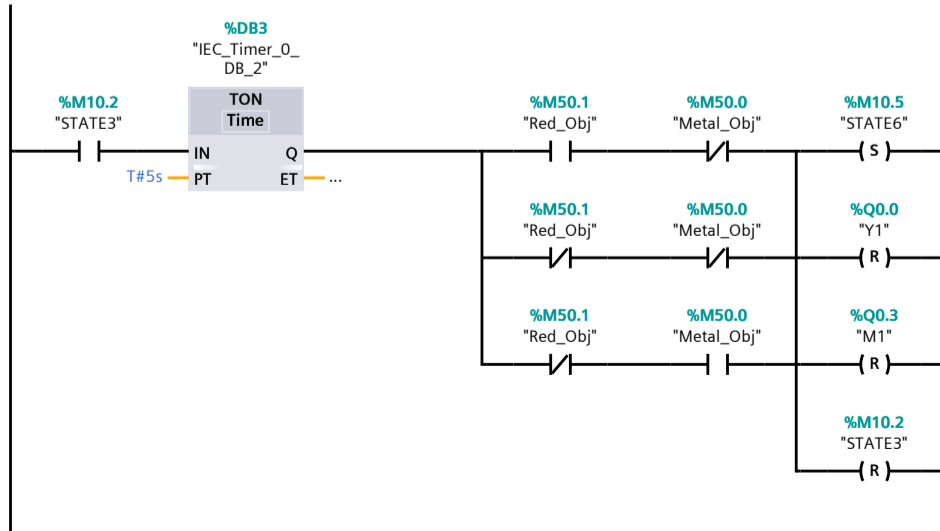 %DB3
"IEC_Timer_0_
DB_2"
%M10.2
"STATE3"
TON
Time
IN
Q
T#5s
PT
ET
...
%M50.1
"Red_Obj"
%M50.0
"Metal_Obj"
%M10.5
"STATE6"
S
%M50.1
"Red_Obj"
%M50.0
"Metal_Obj"
%Q0.0
"Y1"
R
%M50.1
"Red_Obj"
%M50.0
"Metal_Obj"
%Q0.3
"M1"
R
%M10.2
"STATE3"
R